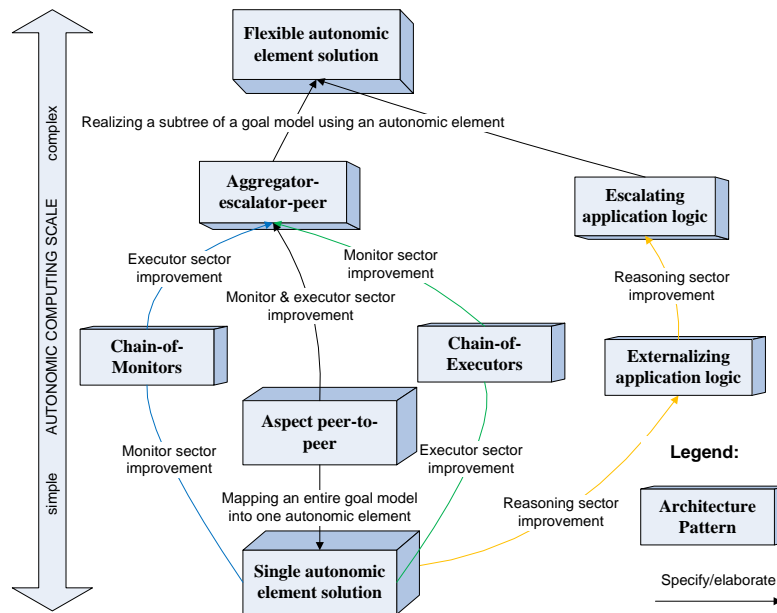 Flexible autonomic
element solution
Realizing a subtree of a goal model using an autonomic element
complex
Aggregator-
escalator-peer
Escalating
application logic
Executor sector
improvement
Monitor sector
improvement
Reasoning sector
improvement
Monitor & executor sector
improvement
AUTONOMIC COMPUTING SCALE
Chain-of-
Monitors
Chain-of-
Executors
Externalizing
application logic
Aspect peer-to-
peer
Monitor sector
improvement
Executor sector
improvement
Legend:
simple
Mapping an entire goal model
into one autonomic element
Reasoning sector
improvement
Architecture
Pattern
Single autonomic
element solution
Specify/elaborate